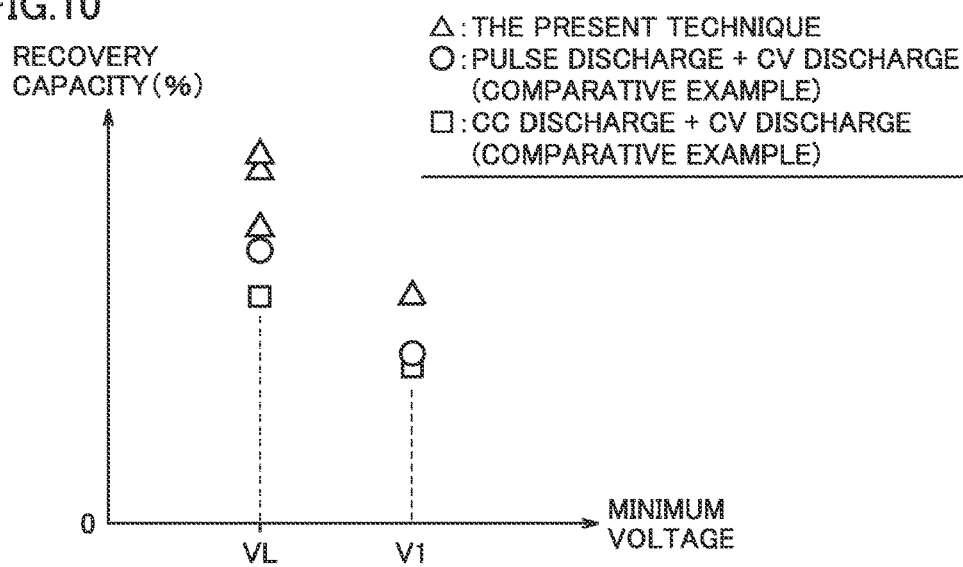 FIG.10
RECOVERY
CAPACITY(%)
△: THE PRESENT TECHNIQUE
○: PULSE DISCHARGE + CV DISCHARGE
(COMPARATIVE EXAMPLE)
□: CC DISCHARGE + CV DISCHARGE
(COMPARATIVE EXAMPLE)
0
MINIMUM
VOLTAGE
VL
V1